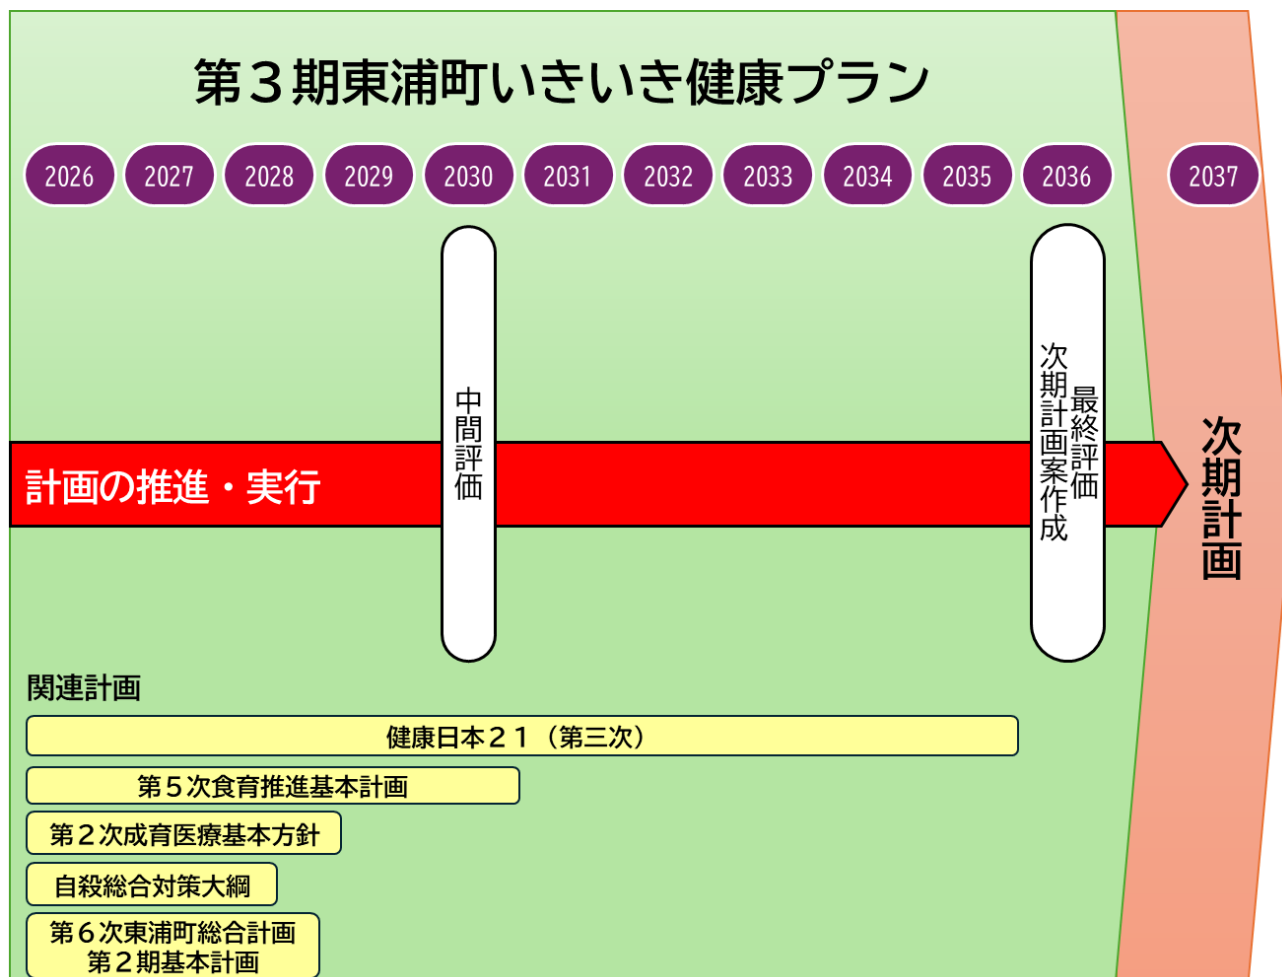 第３期東浦町いきいき健康プラン
2026 2027 2028 2029 2030 2031 2032 2033 2034 2035 2036 2037
中間評価
最終評価
次期計画案作成
計画の推進・実行
次期計画
関連計画
健康日本２１（第三次）
第５次食育推進基本計画
第２次成育医療基本方針
自殺総合対策大綱
第６次東浦町総合計画
第２期基本計画